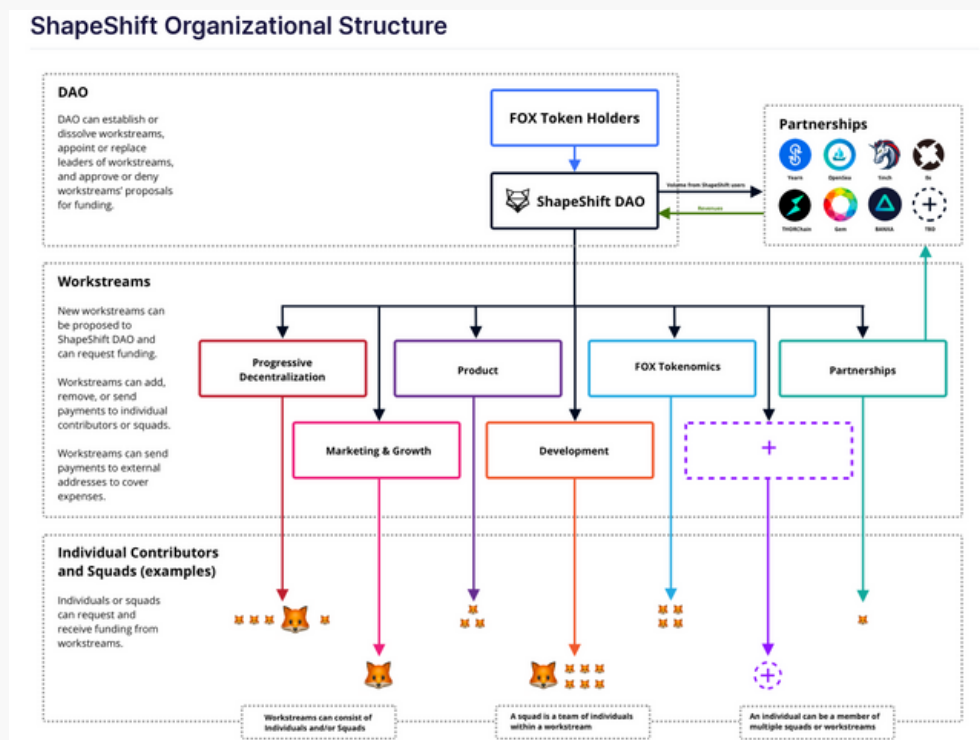 ShapeShift Organizational Structure
DAO
DAO can establish or
dissolve workstreams,
appoint or replace
leaders of workstreams,
and approve or deny
workstreams' proposals
for funding.
FOX Token Holders
ShapeShift DAO
Volume from ShapeShift users
Revenues
Partnerships
Yearn
OpenSea
1inch
0x
THORChain
Gem
BANXA
TBD
Workstreams
New workstreams can
be proposed to
ShapeShift DAO and
can request funding.
Workstreams can add,
remove, or send
payments to individual
contributors or squads.
Workstreams can send
payments to external
addresses to cover
expenses.
Progressive
Decentralization
Product
FOX Tokenomics
Partnerships
Marketing & Growth
Development
+
Individual Contributors
and Squads (examples)
Individuals or squads
can request and
receive funding from
workstreams.
Workstreams can consist of
Individuals and/or Squads
A squad is a team of individuals
within a workstream
An individual can be a member of
multiple squads or workstreams